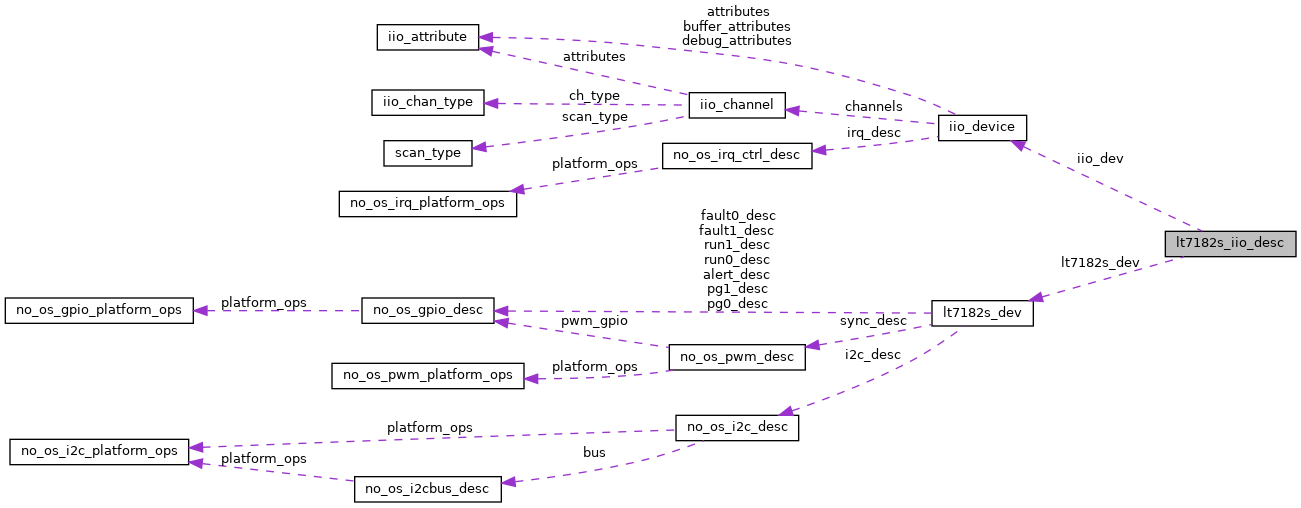 attributes
buffer_attributes
debug_attributes
iio_attribute
attributes
iio_chan_type
ch_type
iio_channel
channels
scan_type
scan_type
iio_device
irq_desc
no_os_irq_ctrl_desc
platform_ops
no_os_irq_platform_ops
iio_dev
lt7182s_iio_desc
lt7182s_dev
fault0_desc
fault1_desc
run1_desc
run0_desc
alert_desc
pg1_desc
pg0_desc
no_os_gpio_platform_ops
platform_ops
no_os_gpio_desc
lt7182s_dev
pwm_gpio
sync_desc
no_os_pwm_desc
i2c_desc
no_os_pwm_platform_ops
platform_ops
no_os_i2c_desc
platform_ops
no_os_i2c_platform_ops
platform_ops
bus
no_os_i2cbus_desc